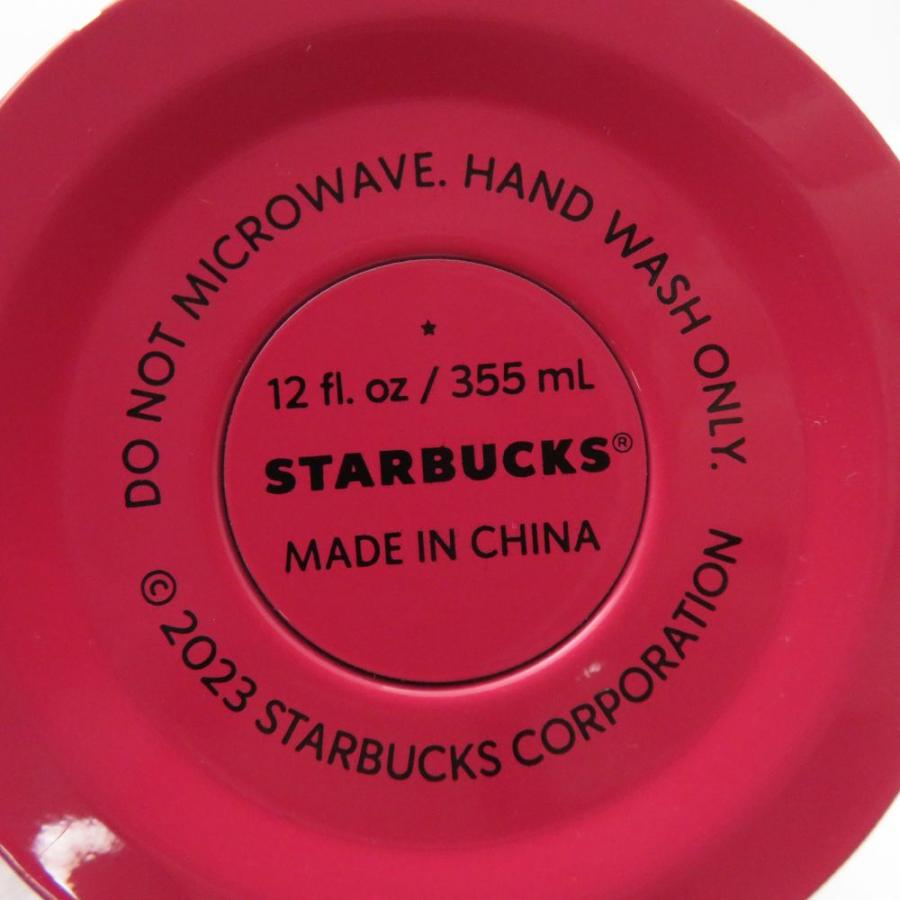 DO NOT MICROWAVE. HAND WASH ONLY.
12 fl. oz / 355 mL
STARBUCKS®
MADE IN CHINA
© 2023 STARBUCKS CORPORATION